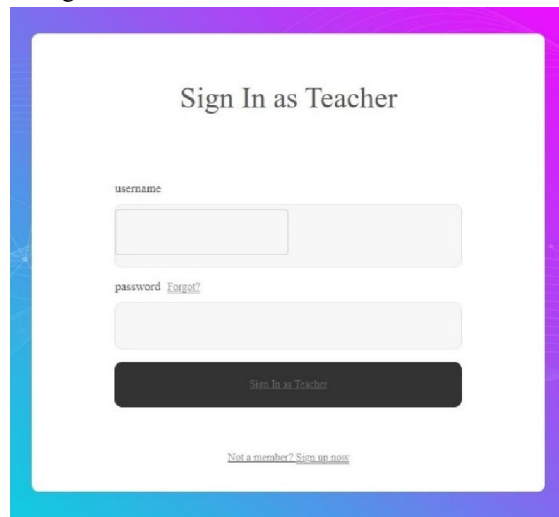 Sign In as Teacher
username
password Forgot?
Sign In as Teacher
Not a member? Sign up now